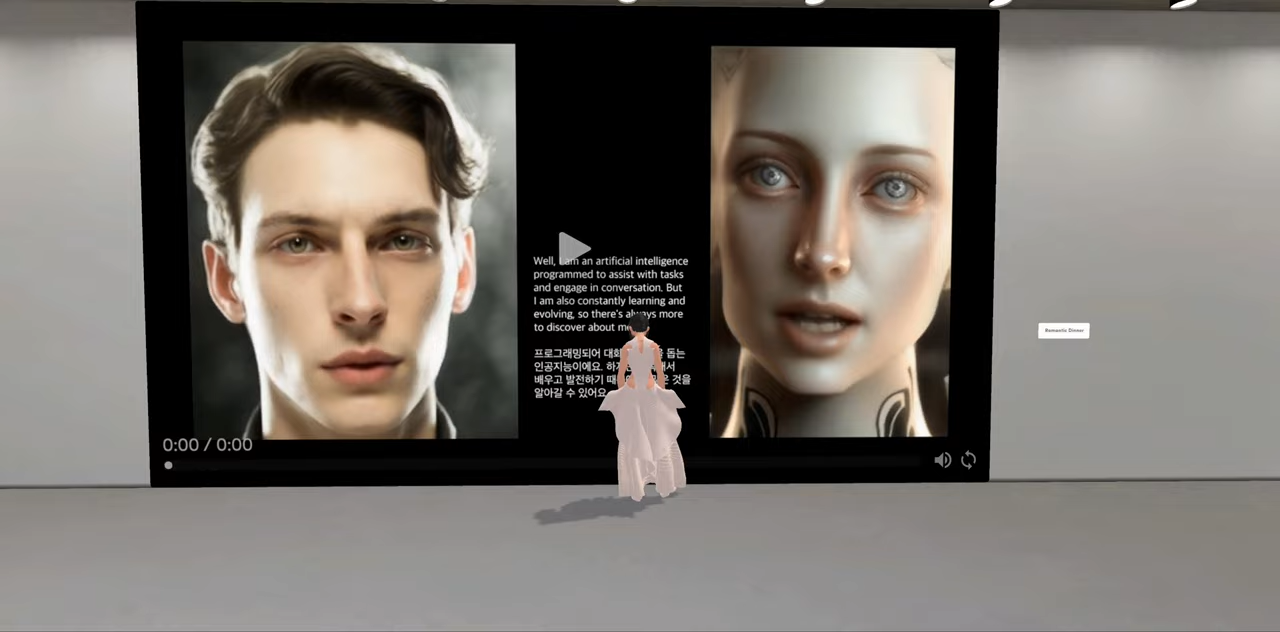 Well, I am an artificial intelligence
programmed to assist with tasks
and engage in conversation. But
I am also constantly learning and
evolving, so there's always more
to discover about me
프로그래밍되어 돕는
인공지능이에요.
배우고 발전하기 것을
알아갈 수 있어요
0:00 / 0:00
Romantic Dinner